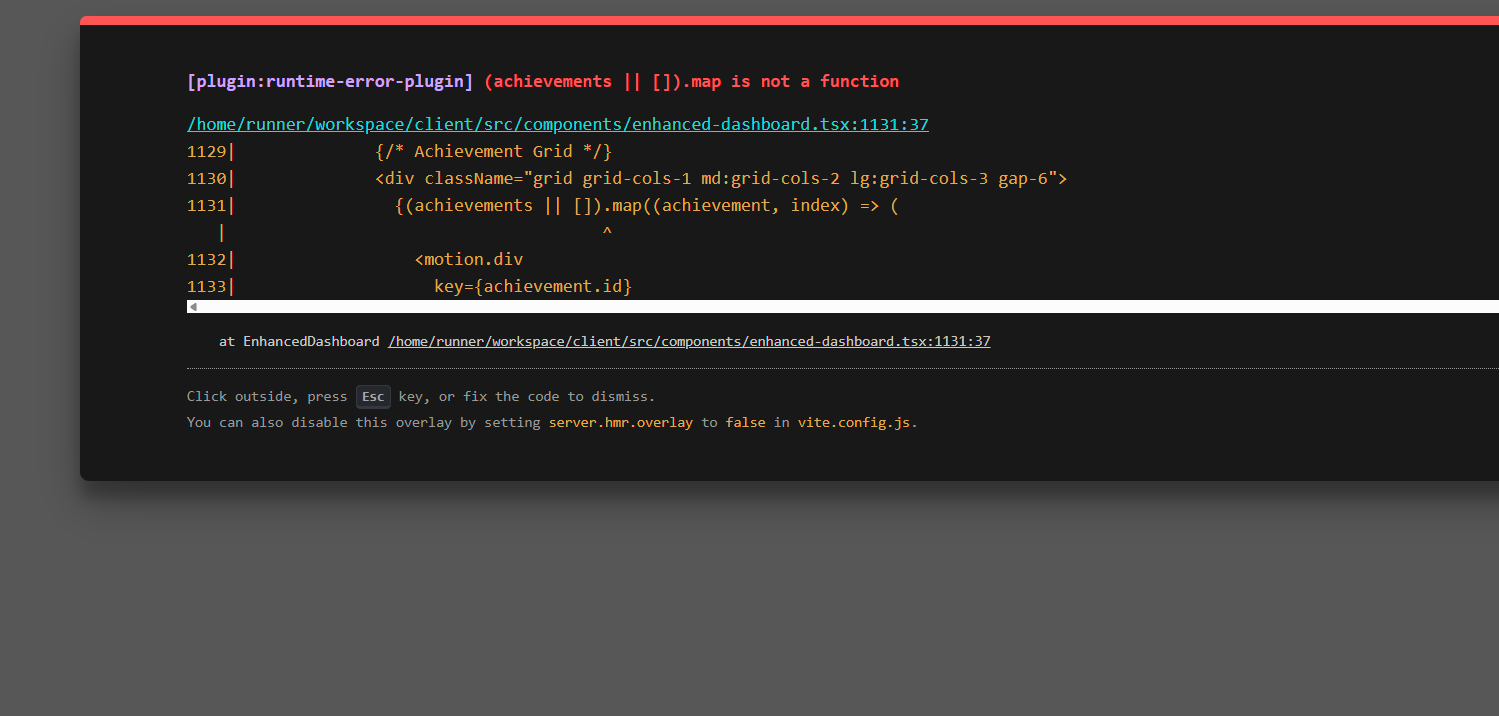 [plugin:runtime-error-plugin] (achievements || []).map is not a function
/home/runner/workspace/client/src/components/enhanced-dashboard.tsx:1131:37
1129|              {/* Achievement Grid */}
1130|              <div className="grid grid-cols-1 md:grid-cols-2 lg:grid-cols-3 gap-6">
1131|                {(achievements || []).map((achievement, index) => (
   |                                      ^
1132|                  <motion.div
1133|                    key={achievement.id}
at EnhancedDashboard /home/runner/workspace/client/src/components/enhanced-dashboard.tsx:1131:37
Click outside, press Esc key, or fix the code to dismiss.
You can also disable this overlay by setting server.hmr.overlay to false in vite.config.js.